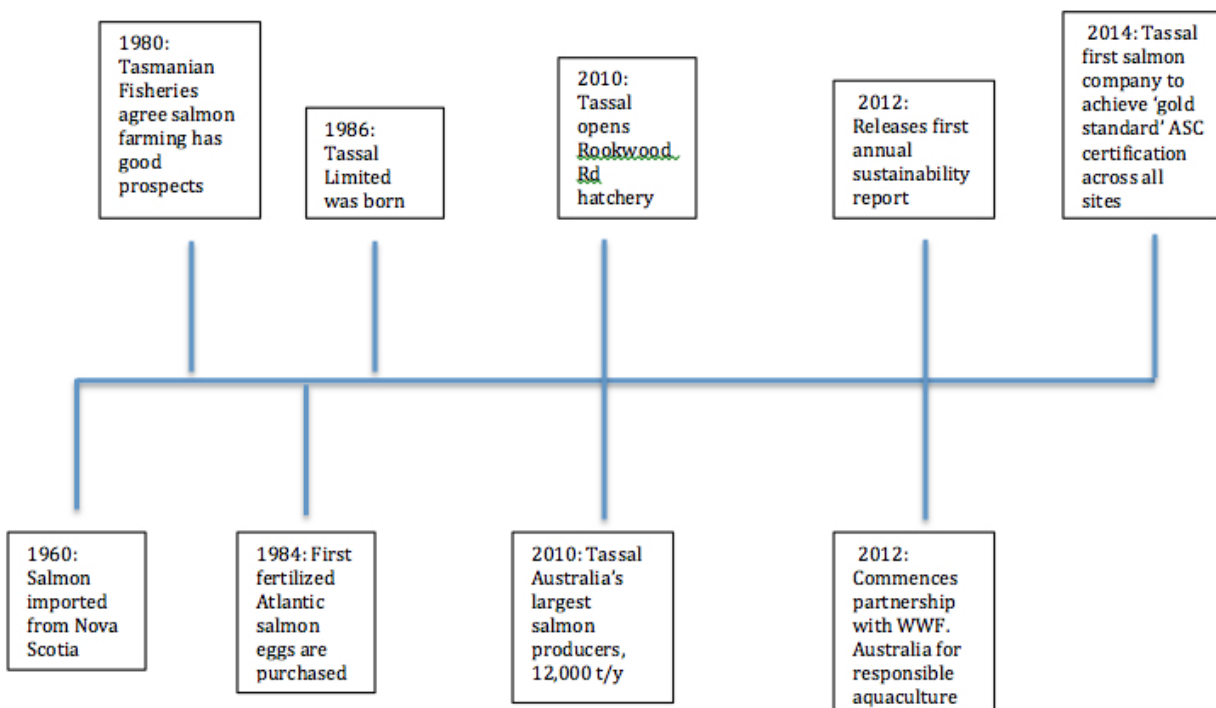 1980:
Tasmanian
Fisheries
agree salmon
farming has
good
prospects
1986:
Tassal
Limited
was born
2010:
Tassal
opens
Rookwood
Rd
hatchery
2012:
Releases first
annual
sustainability
report
2014: Tassal
first salmon
company to
achieve ‘gold
standard’ ASC
certification
across all
sites
1960:
Salmon
imported
from Nova
Scotia
1984: First
fertilized
Atlantic
salmon
eggs are
purchased
2010: Tassal
Australia’s
largest
salmon
producers,
12,000 t/y
2012:
Commences
partnership
with WWF.
Australia for
responsible
aquaculture